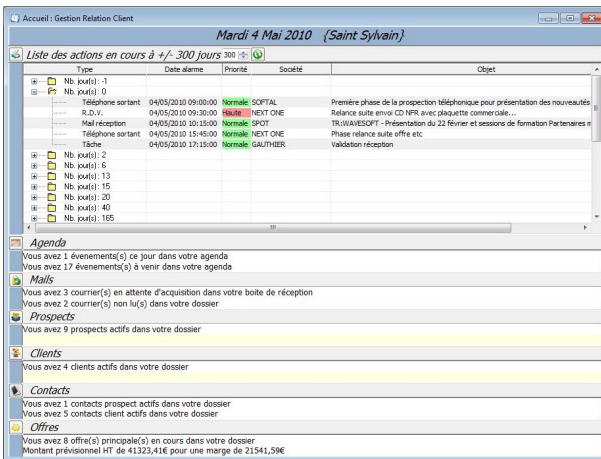 Accueil : Gestion Relation Client
Mardi 4 Mai 2010 {Saint Sylvain}
Liste des actions en cours à +/- 300 jours 300
Type Date alarme Priorité Société Objet
Nb. jour(s) : -1
Nb. jour(s) : 0
Téléphone sortant 04/05/2010 09:00:00 Normale SOFTAL Première phase de la prospection téléphonique pour présentation des nouveautés
R.D.V. 04/05/2010 09:30:00 Haute NEXT ONE Relance suite envoi CD NFR avec plaquette commerciale...
Mail réception 04/05/2010 10:15:00 Normale SPOT TR:WAVESOFT - Présentation du 22 février et sessions de formation Partenaires m
Téléphone sortant 04/05/2010 15:45:00 Normale NEXT ONE Phase relance suite offre etc
Tâche 04/05/2010 17:15:00 Normale GAUTHIER Validation réception
Nb. jour(s) : 2
Nb. jour(s) : 6
Nb. jour(s) : 13
Nb. jour(s) : 15
Nb. jour(s) : 20
Nb. jour(s) : 40
Nb. jour(s) : 165
Agenda
Vous avez 1 évenements(s) ce jour dans votre agenda
Vous avez 17 évenements(s) à venir dans votre agenda
Mails
Vous avez 3 courrier(s) en attente d'acquisition dans votre boite de réception
Vous avez 2 courrier(s) non lu(s) dans votre dossier
Prospects
Vous avez 9 prospects actifs dans votre dossier
Clients
Vous avez 4 clients actifs dans votre dossier
Contacts
Vous avez 1 contacts prospect actifs dans votre dossier
Vous avez 5 contacts client actifs dans votre dossier
Offres
Vous avez 8 offre(s) principale(s) en cours dans votre dossier
Montant prévisionnel HT de 41323,41€ pour une marge de 21541,59€